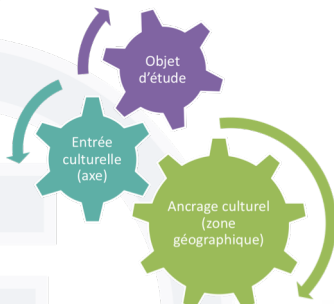 Objet
d'étude
Entrée
culturelle
(axe)
Ancrage culturel
(zone
géographique)